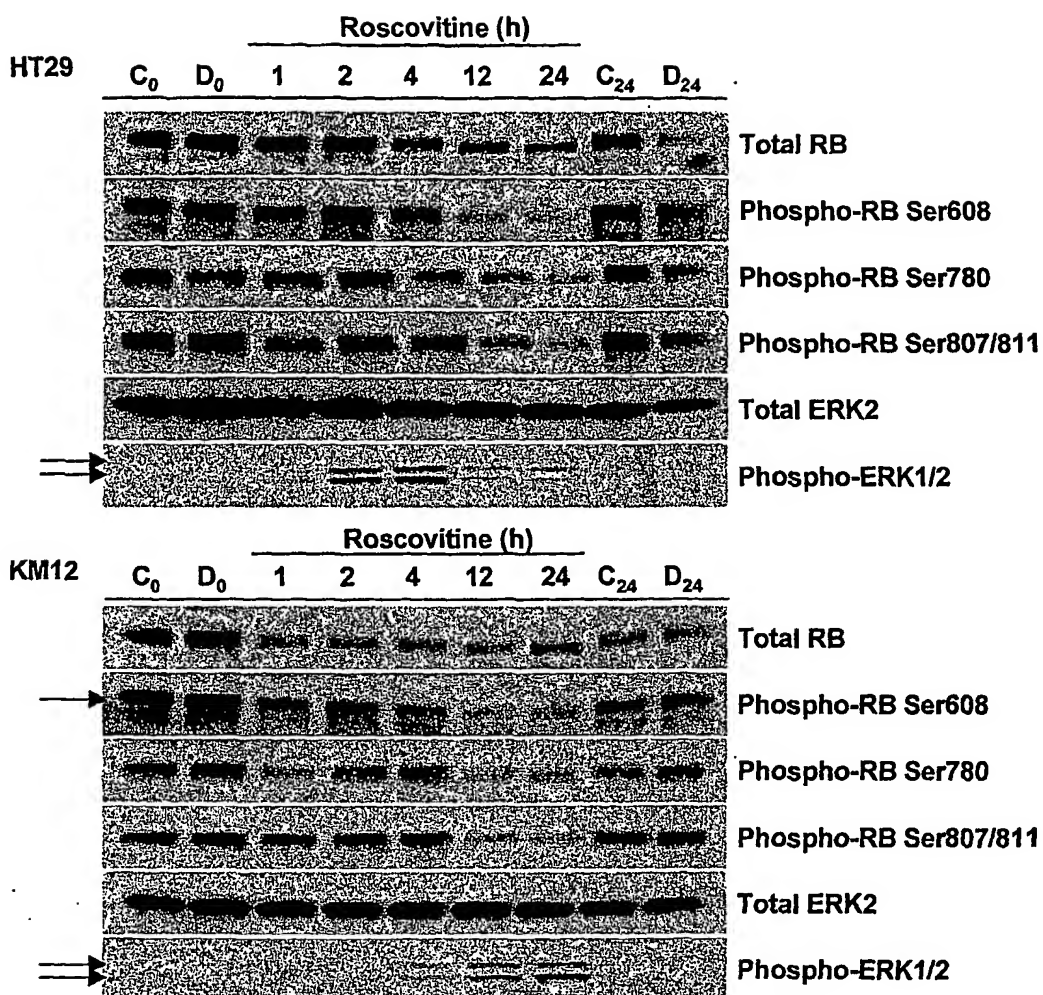 Roscovitine (h)
HT29 C₀ D₀ 1 2 4 12 24 C₂₄ D₂₄
Total RB
Phospho-RB Ser608
Phospho-RB Ser780
Phospho-RB Ser807/811
Total ERK2
Phospho-ERK1/2
Roscovitine (h)
KM12 C₀ D₀ 1 2 4 12 24 C₂₄ D₂₄
Total RB
Phospho-RB Ser608
Phospho-RB Ser780
Phospho-RB Ser807/811
Total ERK2
Phospho-ERK1/2